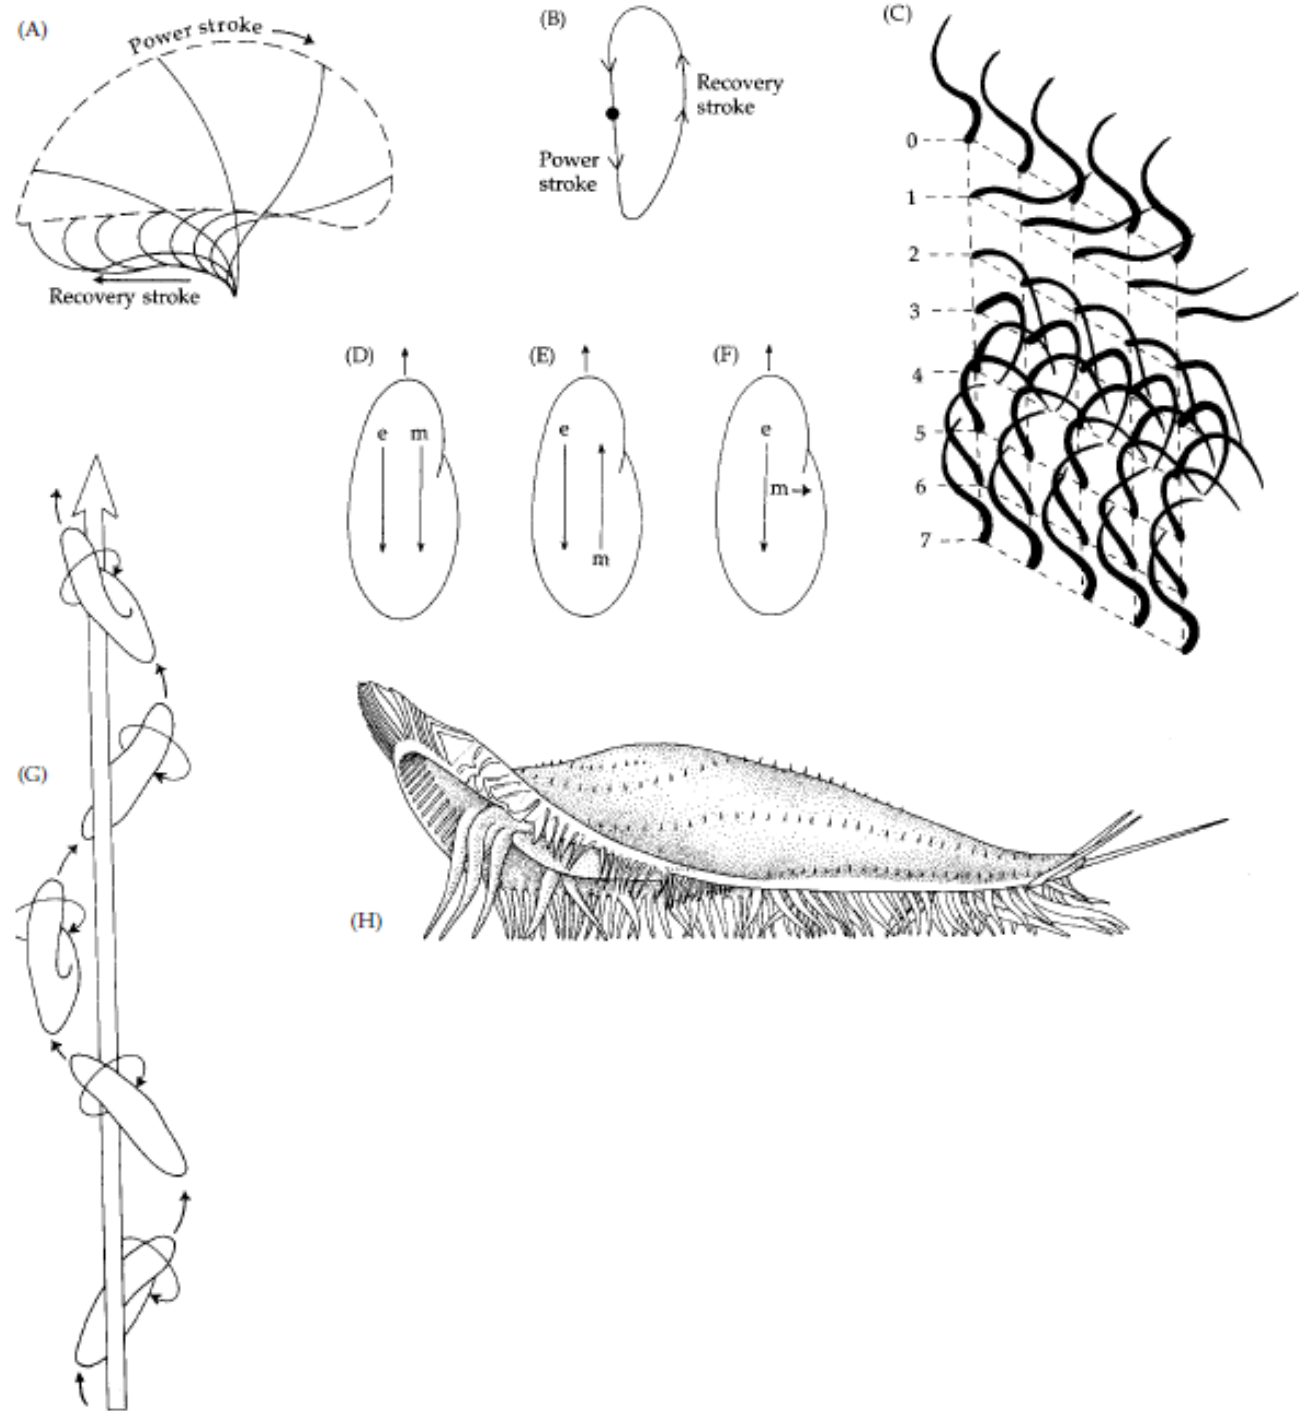 (A)
Power stroke
Recovery stroke
(B)
Recovery
stroke
Power
stroke
(C)
0
1
2
3
4
5
6
7
(D)
e m
(E)
e
m
(F)
e
m
(G)
(H)